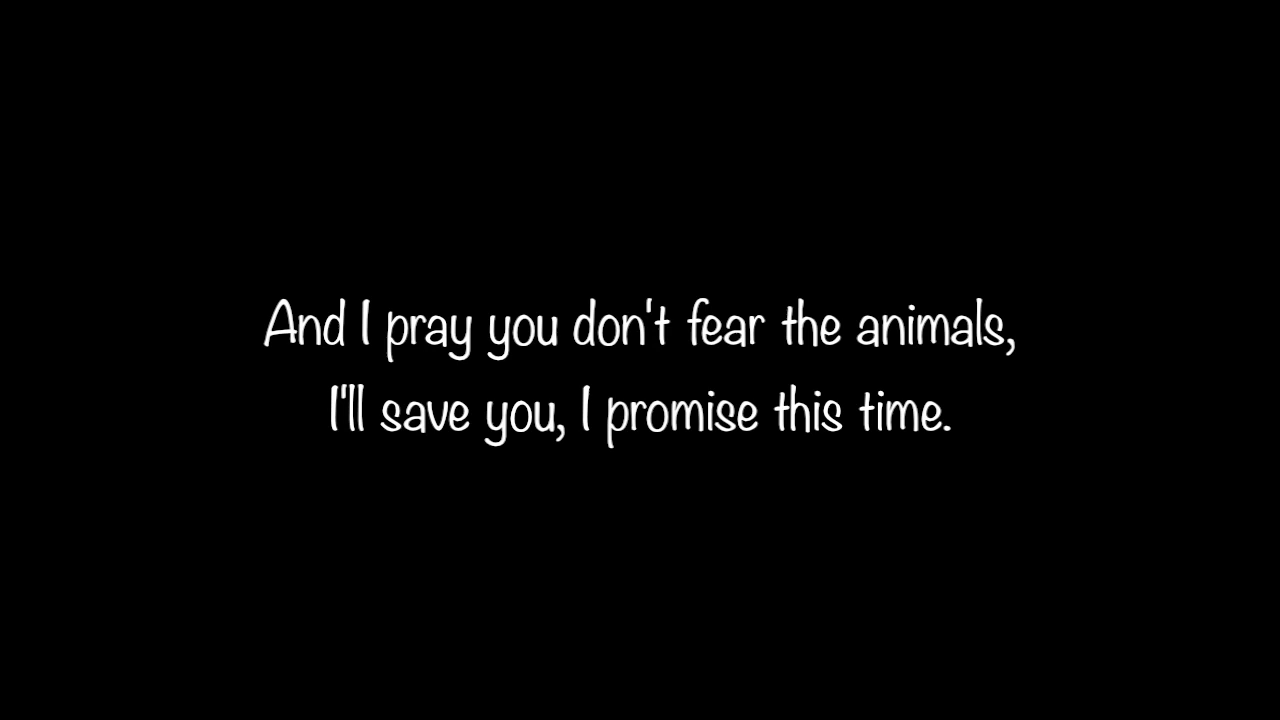 And I pray you don't fear the animals,
I'll save you, I promise this time.